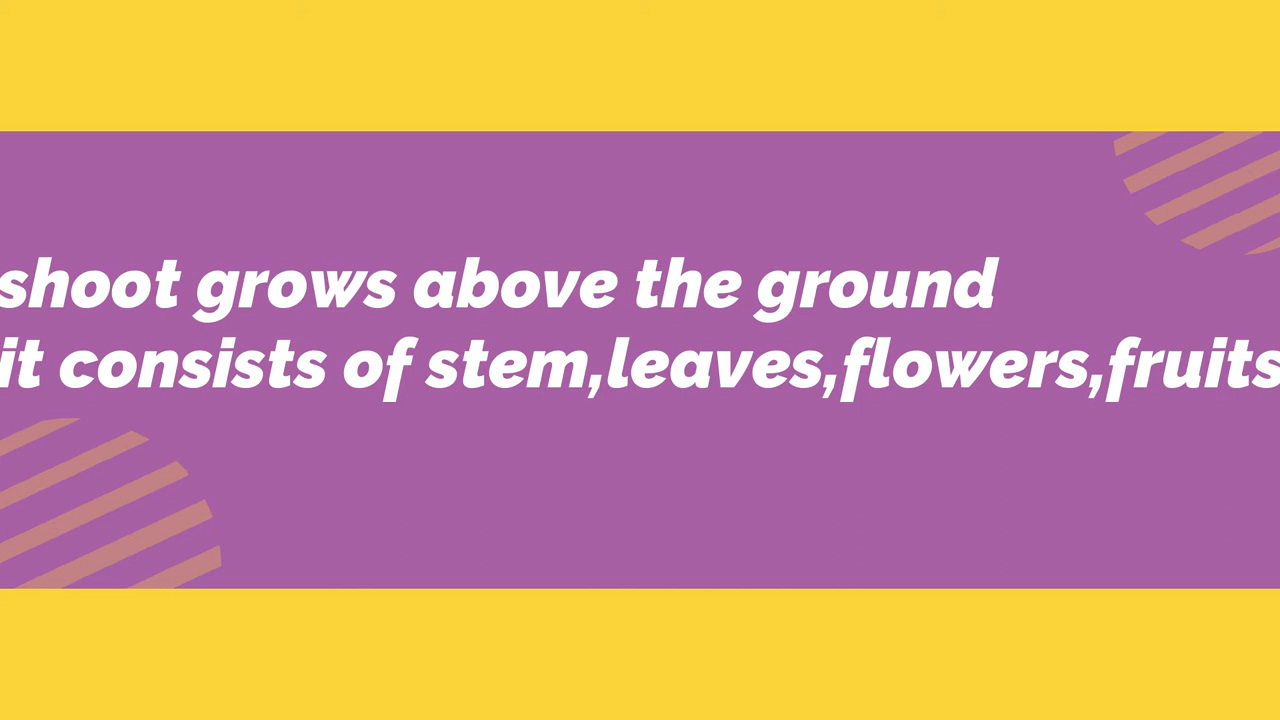 shoot grows above the ground
it consists of stem,leaves,flowers,fruits